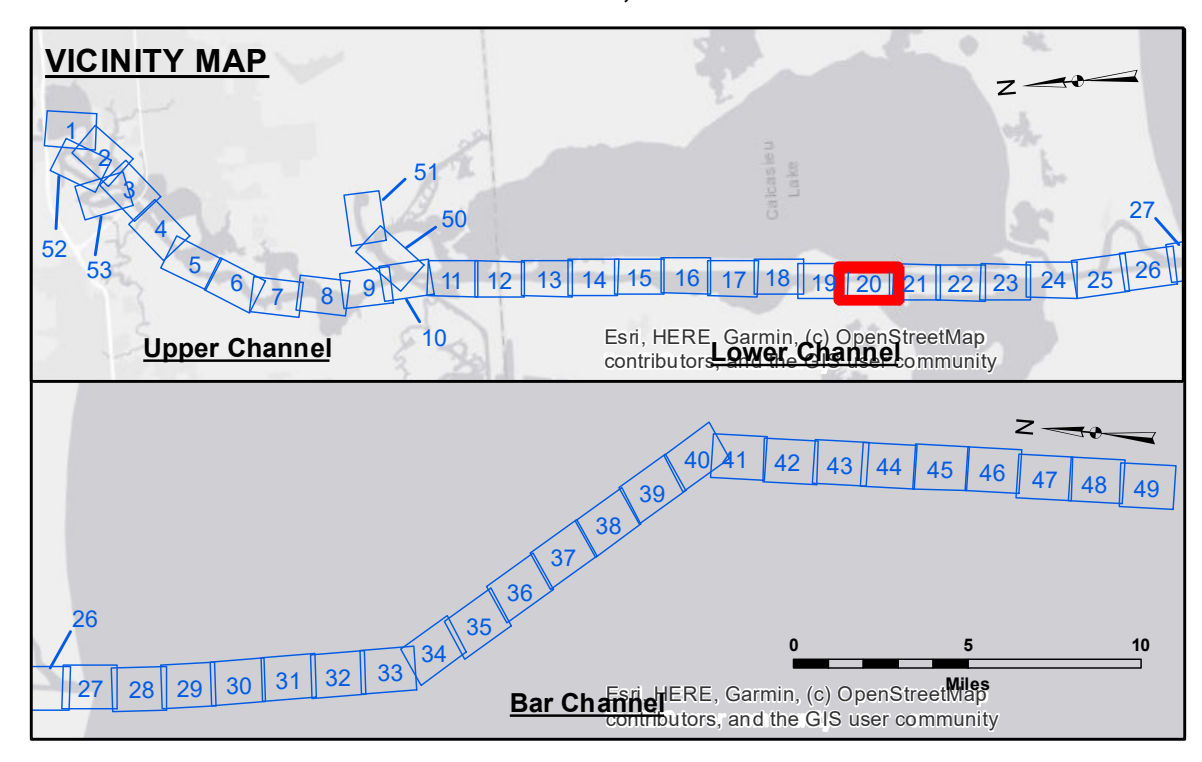 VICINITY MAP
N
1
2
3
52
53
4
5
6
7
8
9
10
51
50
11 12 13 14 15 16 17 18 19 20 21 22 23 24 25 26
27
Calcasieu
Lake
Upper Channel
Lower Channel
Esri, HERE, Garmin, (c) OpenStreetMap
contributors, and the GIS user community
N
26
27 28 29 30 31 32 33 34 35 36 37 38 39 40 41 42 43 44 45 46 47 48 49
0 5 10
Miles
Bar Channel
Esri, HERE, Garmin, (c) OpenStreetMap
contributors, and the GIS user community